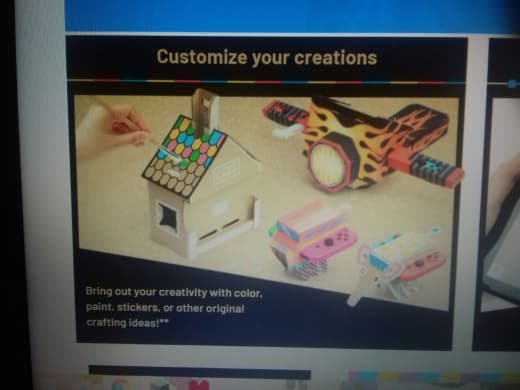 Customize your creations
Bring out your creativity with color,
paint, stickers, or other original
crafting ideas!**